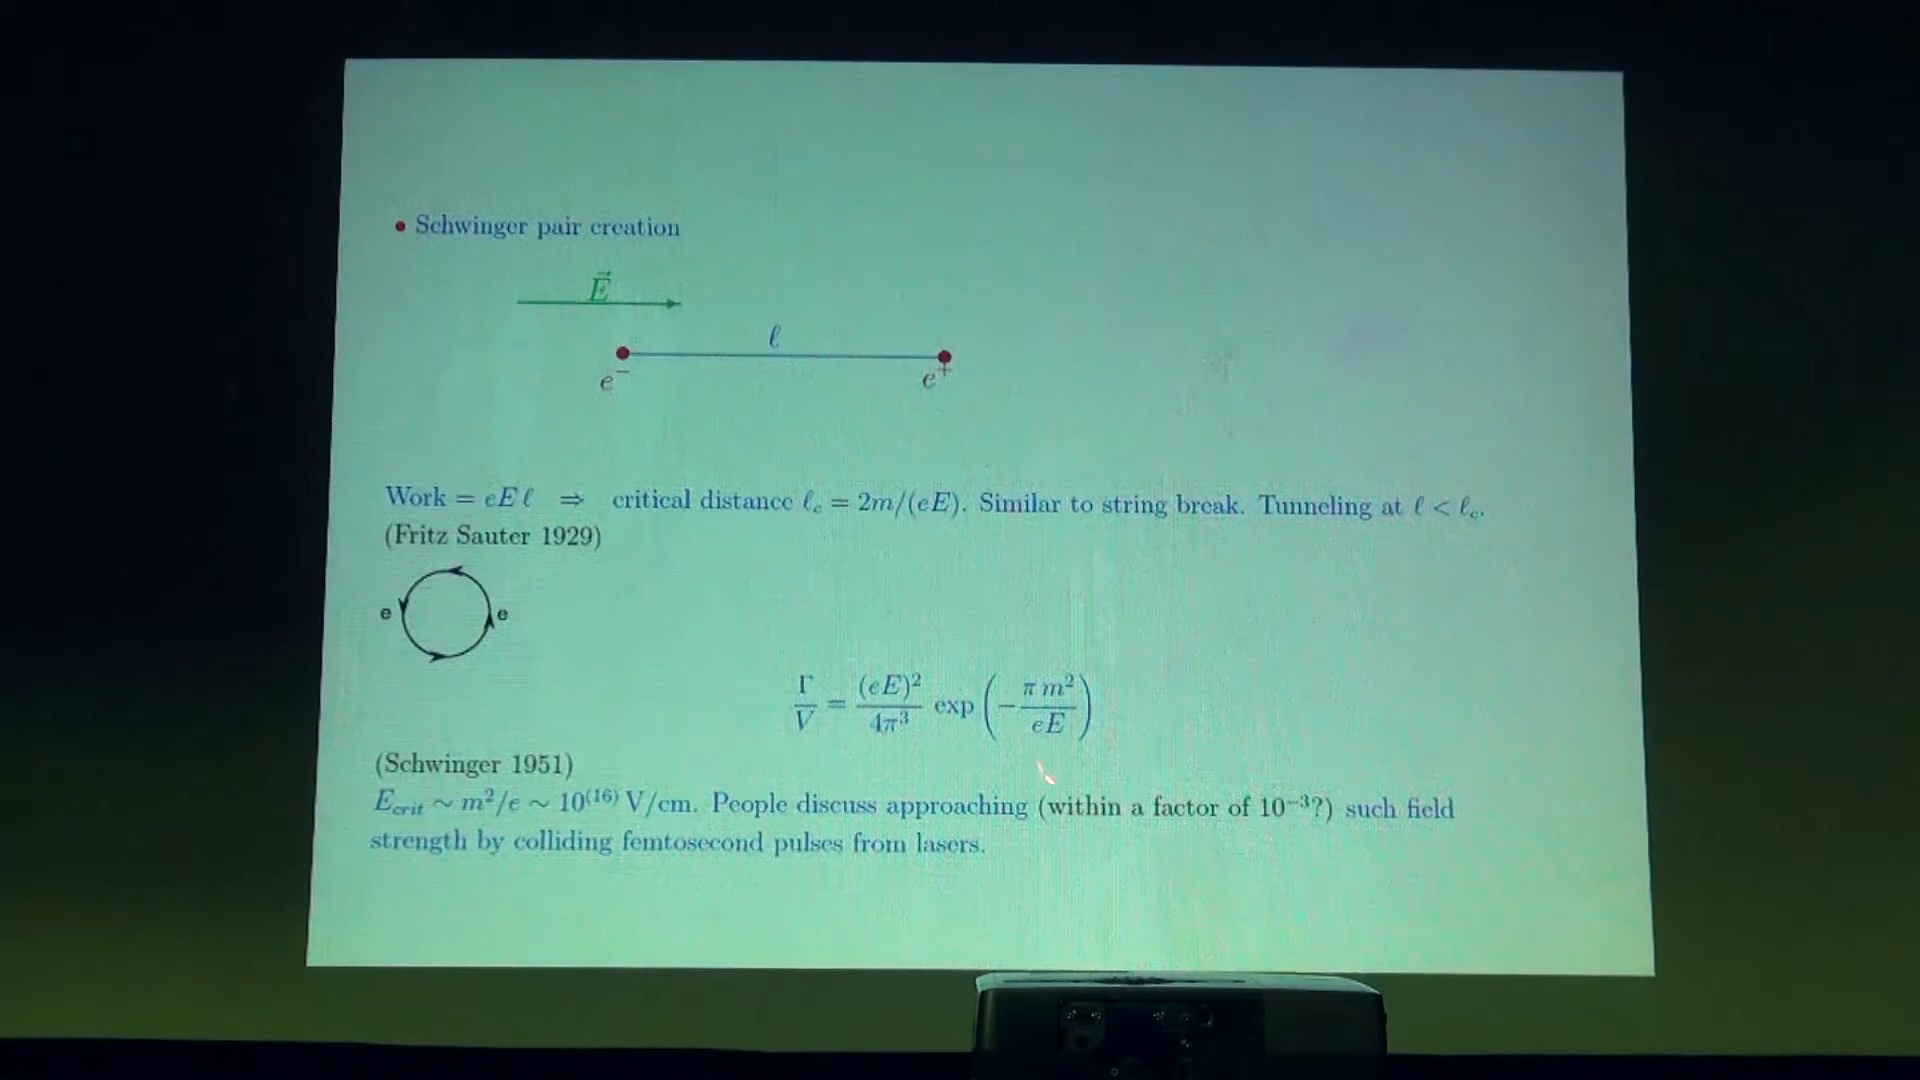 • Schwinger pair creation
E⃗
ℓ
e⁻ e⁺
Work = eEℓ ⇒ critical distance ℓ_c = 2m/(eE). Similar to string break. Tunneling at ℓ < ℓ_c.
(Fritz Sauter 1929)
e e
Γ/V = (eE)²/4π³ exp(−π m²/eE)
(Schwinger 1951)
E_crit ~ m²/e ~ 10⁽¹⁶⁾ V/cm. People discuss approaching (within a factor of 10⁻³?) such field
strength by colliding femtosecond pulses from lasers.